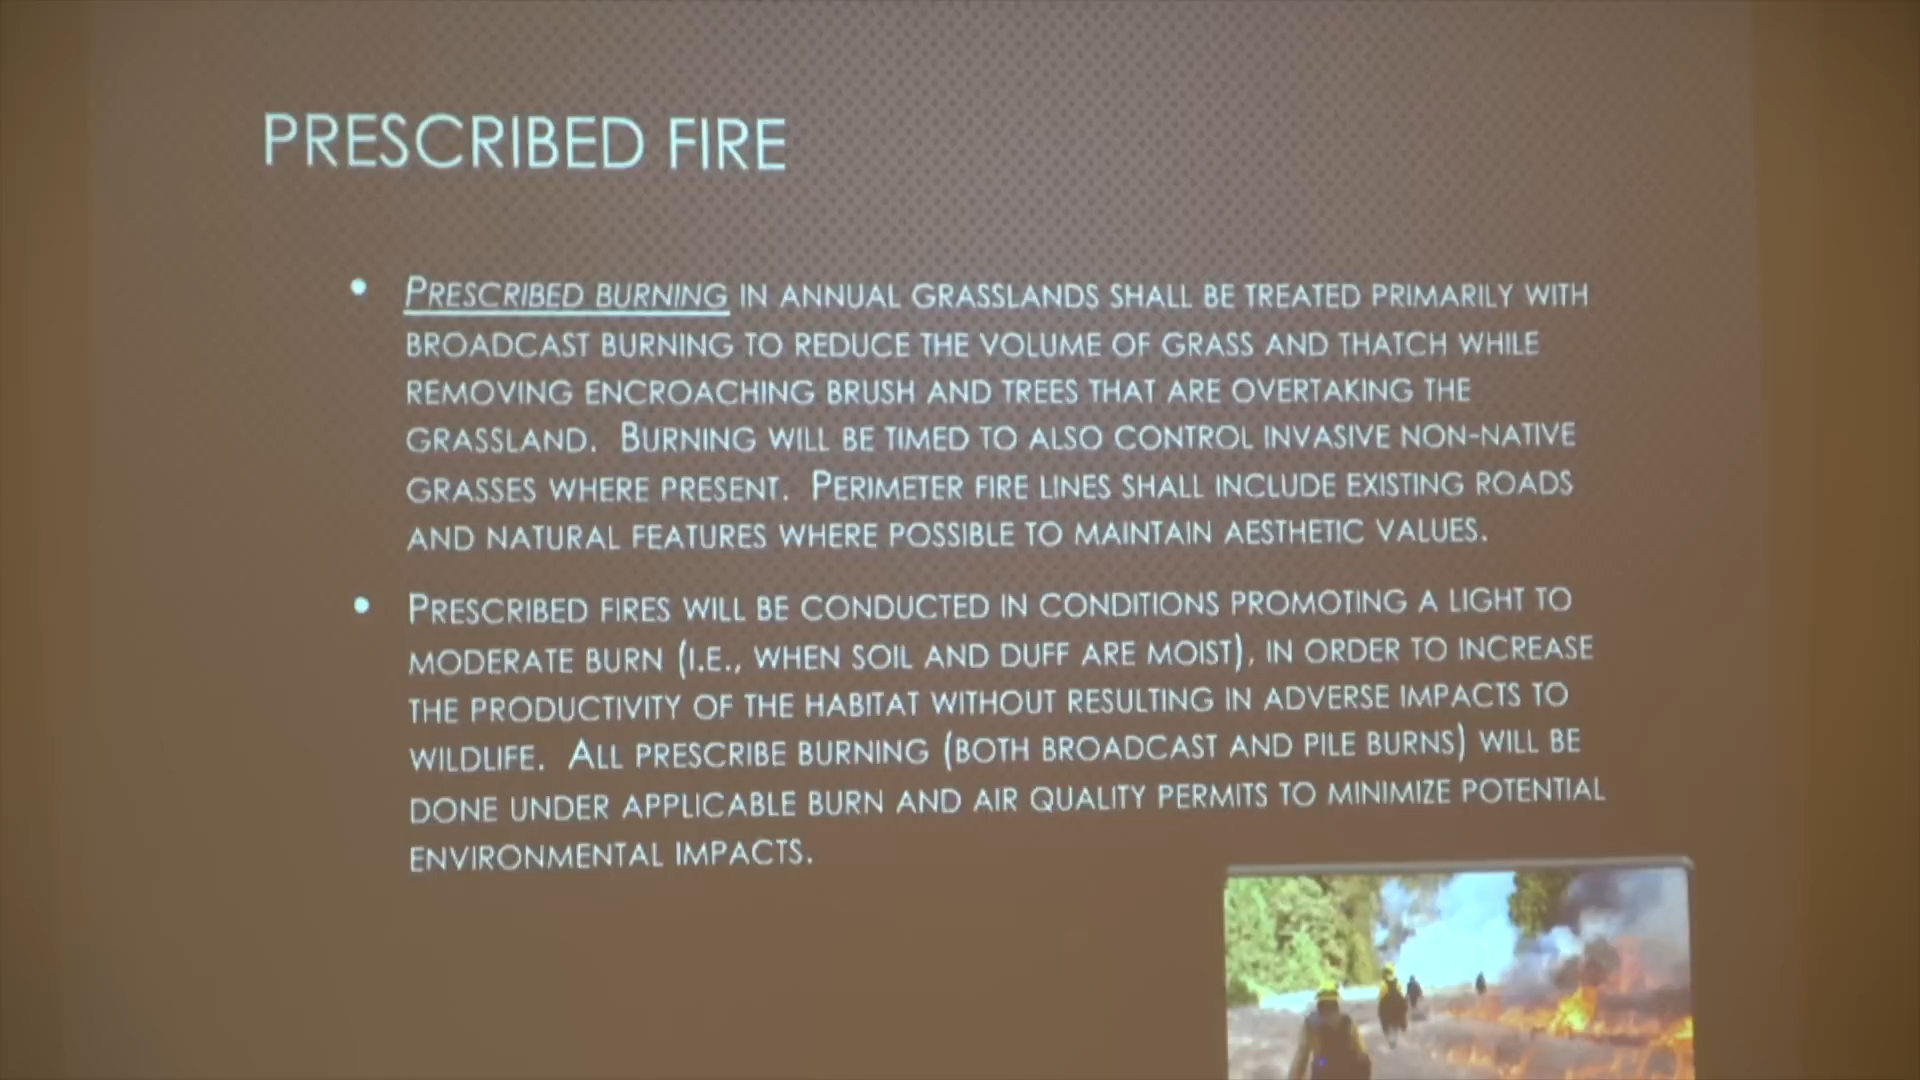 PRESCRIBED FIRE
• PRESCRIBED BURNING IN ANNUAL GRASSLANDS SHALL BE TREATED PRIMARILY WITH
BROADCAST BURNING TO REDUCE THE VOLUME OF GRASS AND THATCH WHILE
REMOVING ENCROACHING BRUSH AND TREES THAT ARE OVERTAKING THE
GRASSLAND. BURNING WILL BE TIMED TO ALSO CONTROL INVASIVE NON-NATIVE
GRASSES WHERE PRESENT. PERIMETER FIRE LINES SHALL INCLUDE EXISTING ROADS
AND NATURAL FEATURES WHERE POSSIBLE TO MAINTAIN AESTHETIC VALUES.
• PRESCRIBED FIRES WILL BE CONDUCTED IN CONDITIONS PROMOTING A LIGHT TO
MODERATE BURN (I.E., WHEN SOIL AND DUFF ARE MOIST), IN ORDER TO INCREASE
THE PRODUCTIVITY OF THE HABITAT WITHOUT RESULTING IN ADVERSE IMPACTS TO
WILDLIFE. ALL PRESCRIBE BURNING (BOTH BROADCAST AND PILE BURNS) WILL BE
DONE UNDER APPLICABLE BURN AND AIR QUALITY PERMITS TO MINIMIZE POTENTIAL
ENVIRONMENTAL IMPACTS.